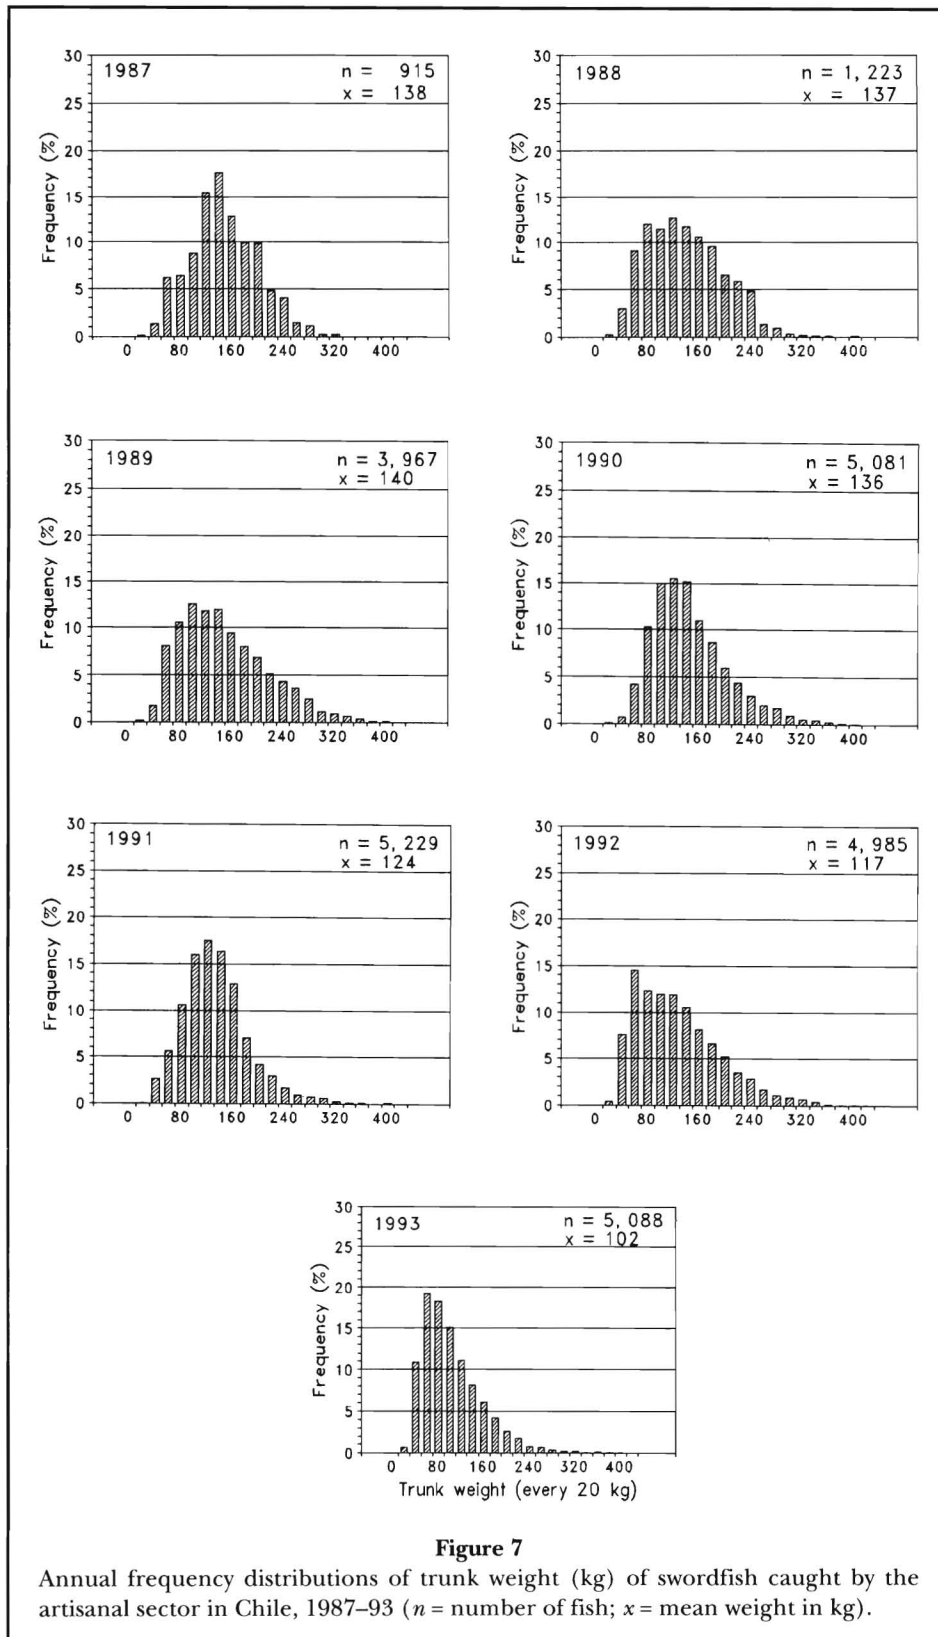 1987
n = 915
x = 138
Frequency (%)
30
25
20
15
10
5
0
0 80 160 240 320 400
1988
n = 1, 223
x = 137
Frequency (%)
30
25
20
15
10
5
0
0 80 160 240 320 400
1989
n = 3, 967
x = 140
Frequency (%)
30
25
20
15
10
5
0
0 80 160 240 320 400
1990
n = 5, 081
x = 136
Frequency (%)
30
25
20
15
10
5
0
0 80 160 240 320 400
1991
n = 5, 229
x = 124
Frequency (%)
30
25
20
15
10
5
0
0 80 160 240 320 400
1992
n = 4, 985
x = 117
Frequency (%)
30
25
20
15
10
5
0
0 80 160 240 320 400
1993
n = 5, 088
x = 102
Frequency (%)
30
25
20
15
10
5
0
0 80 160 240 320 400
Trunk weight (every 20 kg)
Figure 7
Annual frequency distributions of trunk weight (kg) of swordfish caught by the
artisanal sector in Chile, 1987–93 (n = number of fish; x = mean weight in kg).